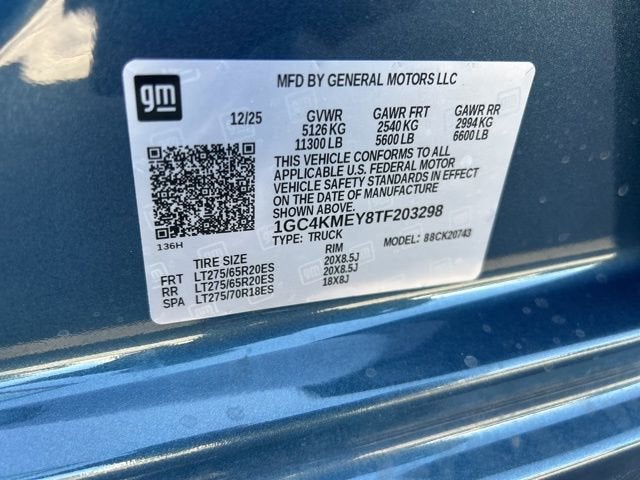 gm
MFD BY GENERAL MOTORS LLC
12/25 GVWR GAWR FRT GAWR RR
5126 KG 2540 KG 2994 KG
11300 LB 5600 LB 6600 LB
THIS VEHICLE CONFORMS TO ALL
APPLICABLE U.S. FEDERAL MOTOR
VEHICLE SAFETY STANDARDS IN EFFECT
ON THE DATE OF MANUFACTURE
SHOWN ABOVE.
1GC4KMEY8TF203298
136H
TYPE: TRUCK MODEL: 88CK20743
TIRE SIZE RIM
FRT LT275/65R20ES 20X8.5J
RR LT275/65R20ES 20X8.5J
SPA LT275/70R18ES 18X8J